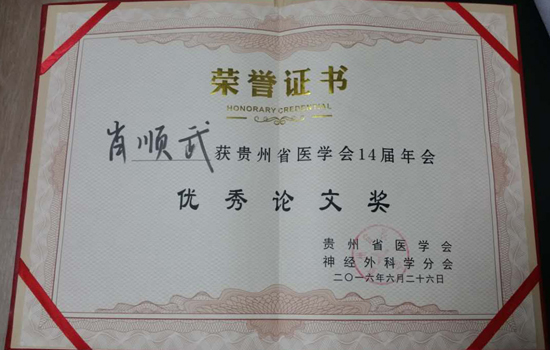 荣誉证书
HONORARY CREDENTIAL
肖顺武获贵州省医学会14届年会
优秀论文奖
贵州省医学会
神经外科学分会
二〇一六年六月二十六日